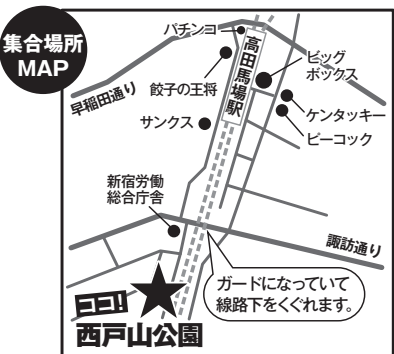 集合場所
MAP
パチンコ
高田馬場駅
ビッグ
ボックス
早稲田通り
餃子の王将
ケンタッキー
サンクス
ピーコック
新宿労働
総合庁舎
諏訪通り
ガードになっていて
線路下をくぐれます。
ココ!
西戸山公園